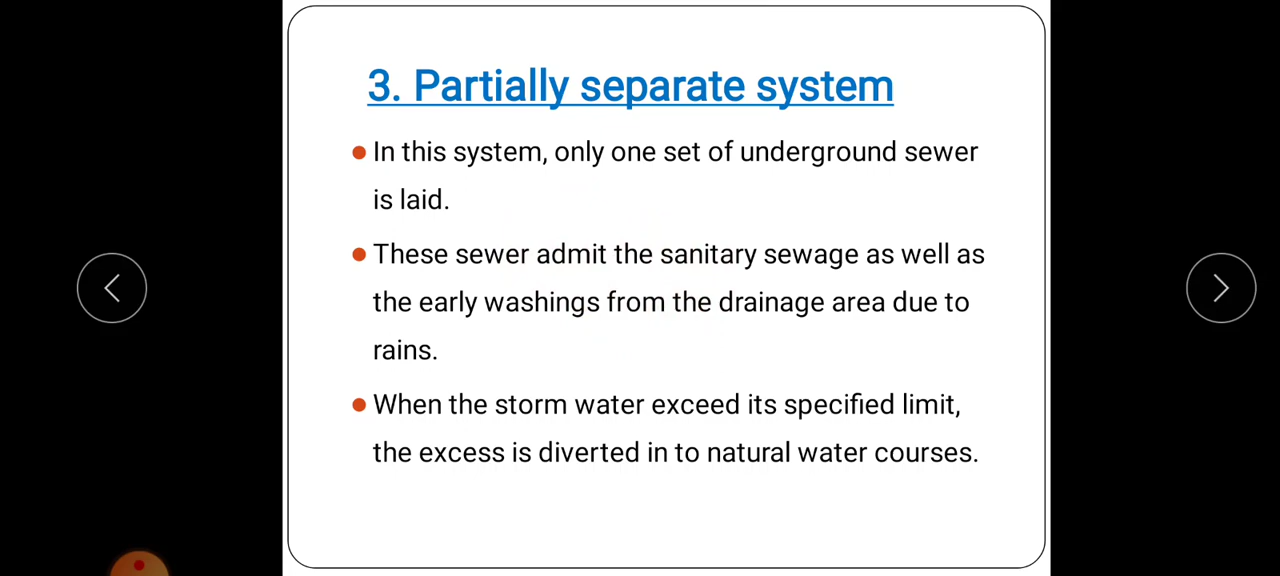 3. Partially separate system
In this system, only one set of underground sewer
is laid.
These sewer admit the sanitary sewage as well as
the early washings from the drainage area due to
rains.
When the storm water exceed its specified limit,
the excess is diverted in to natural water courses.